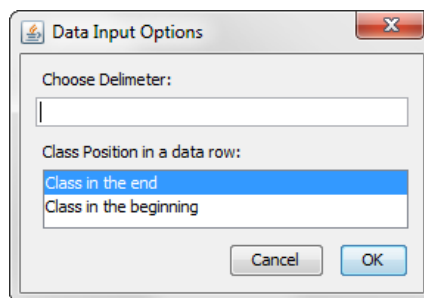 Data Input Options
Choose Delimeter:
Class Position in a data row:
Class in the end
Class in the beginning
Cancel OK